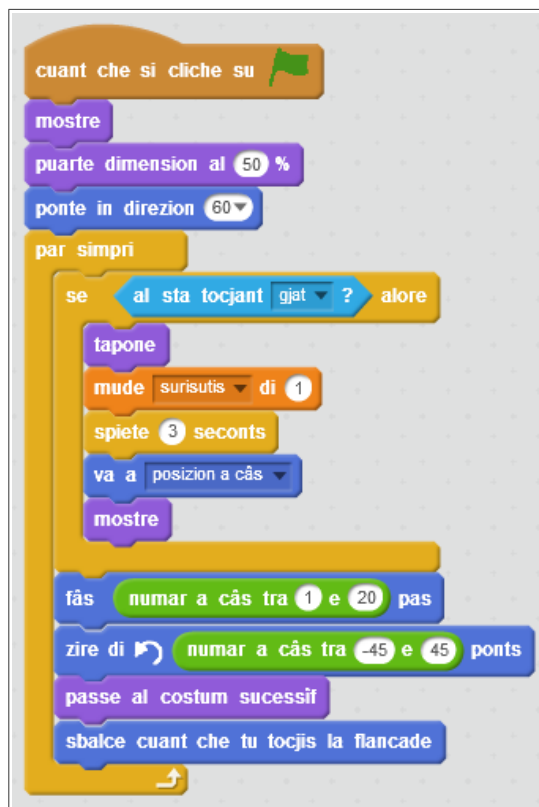 cuant che si cliche su
mostre
puarte dimension al 50 %
ponte in direzion 60
par simpri
se al sta tocjant gjat ? alore
tapone
mude surisutis di 1
spiete 3 seconts
va a posizion a câs
mostre
fâs numar a câs tra 1 e 20 pas
zire di numar a câs tra -45 e 45 ponts
passe al costum sucessîf
sbalce cuant che tu tocjis la flancade